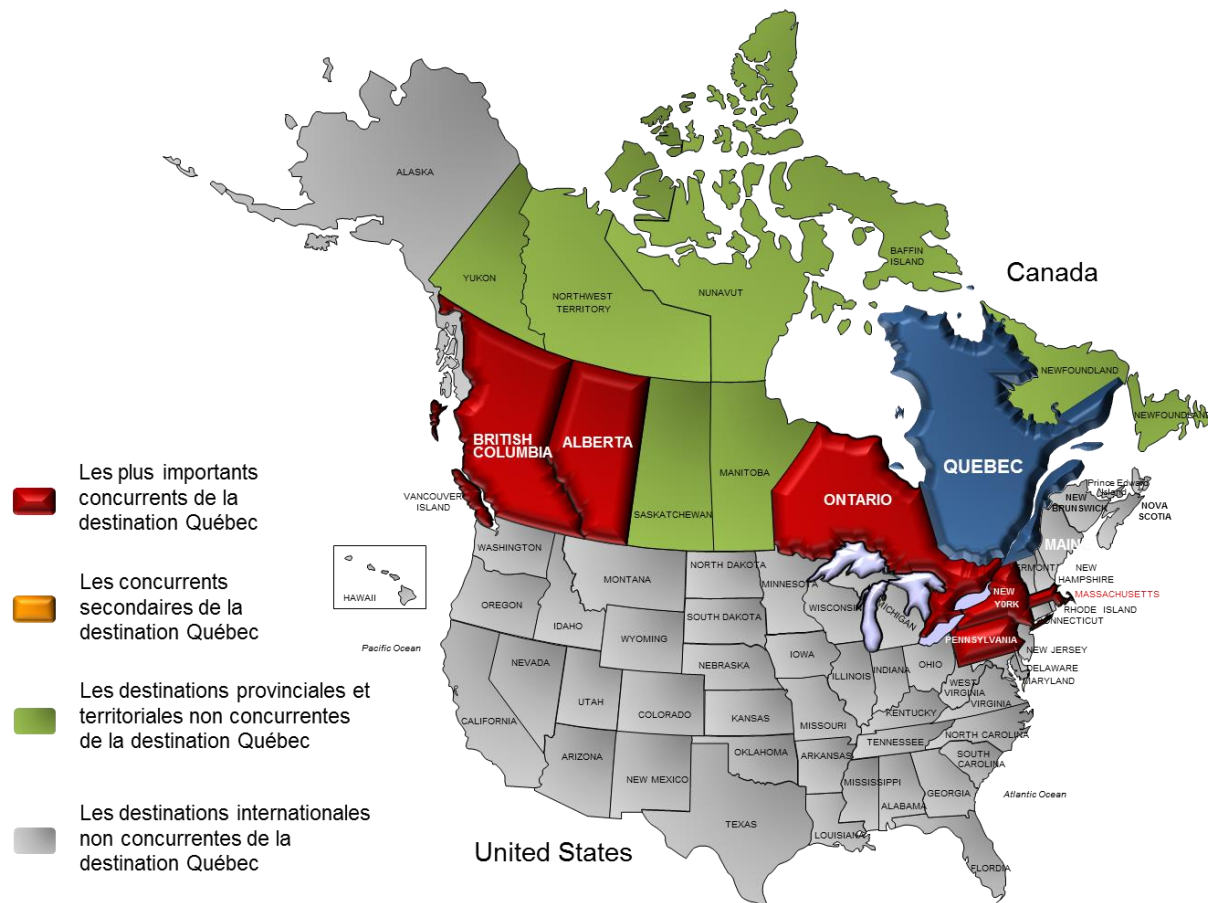 ALASKA
YUKON
NORTHWEST
TERRITORY
NUNAVUT
BAFFIN
ISLAND
Canada
NEWFOUNDLAND
NEWFOUNDLAND
BRITISH
COLUMBIA
ALBERTA
SASKATCHEWAN
MANITOBA
ONTARIO
QUEBEC
VANCOUVER
ISLAND
Prince Edward
Island
NEW
BRUNSWICK
NOVA
SCOTIA
MAINE
VERMONT
NEW
HAMPSHIRE
MASSACHUSETTS
RHODE ISLAND
CONNECTICUT
NEW
YORK
PENNSYLVANIA
NEW JERSEY
DELAWARE
MARYLAND
WASHINGTON
OREGON
IDAHO
MONTANA
WYOMING
NORTH DAKOTA
SOUTH DAKOTA
MINNESOTA
WISCONSIN
MICHIGAN
NEBRASKA
IOWA
ILLINOIS
INDIANA
OHIO
WEST
VIRGINIA
VIRGINIA
NEVADA
UTAH
COLORADO
KANSAS
MISSOURI
KENTUCKY
CALIFORNIA
ARIZONA
NEW MEXICO
OKLAHOMA
ARKANSAS
TENNESSEE
NORTH CAROLINA
SOUTH
CAROLINA
MISSISSIPPI
ALABAMA
GEORGIA
TEXAS
LOUISIANA
FLORDIA
HAWAII
Pacific Ocean
Atlantic Ocean
United States
Les plus importants
concurrents de la
destination Québec
Les concurrents
secondaires de la
destination Québec
Les destinations provinciales et
territoriales non concurrentes
de la destination Québec
Les destinations internationales
non concurrentes de la
destination Québec